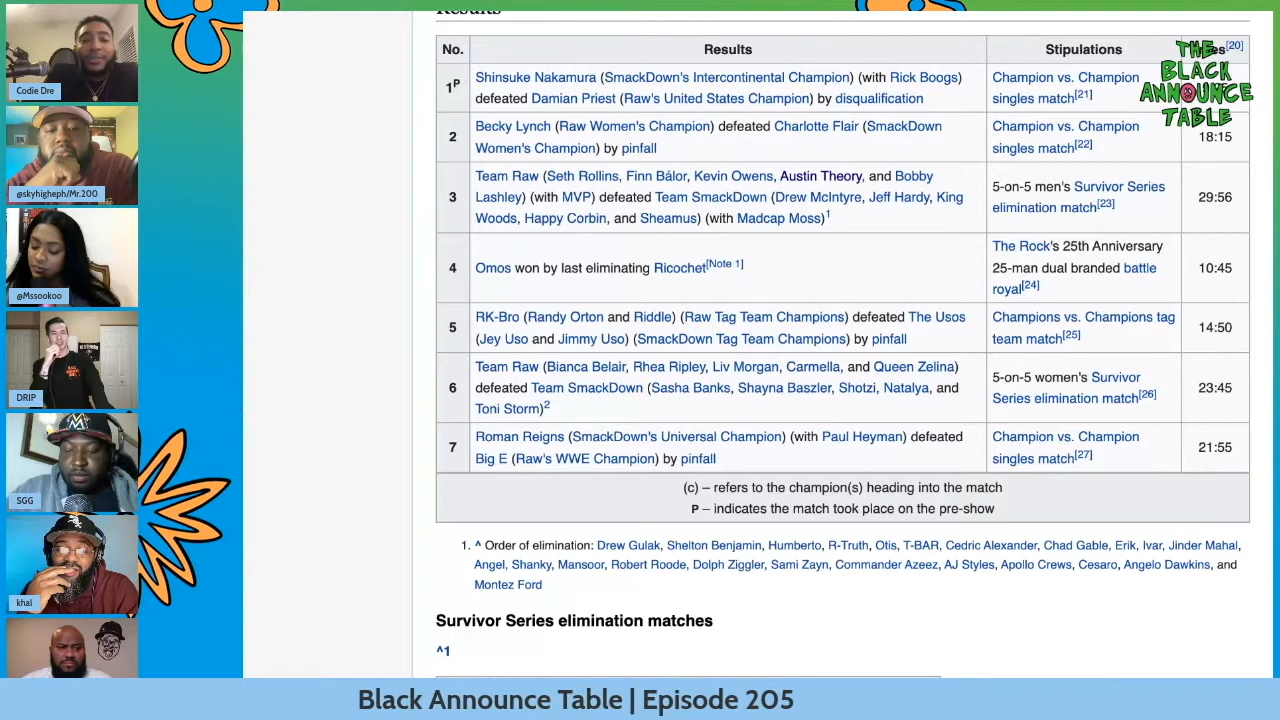 Results
No. Results Stipulations es[20]
THE
BLACK
ANNOUNCE
TABLE
1P Shinsuke Nakamura (SmackDown's Intercontinental Champion) (with Rick Boogs)
defeated Damian Priest (Raw's United States Champion) by disqualification
Champion vs. Champion
singles match[21]
2 Becky Lynch (Raw Women's Champion) defeated Charlotte Flair (SmackDown
Women's Champion) by pinfall
Champion vs. Champion
singles match[22]
18:15
3 Team Raw (Seth Rollins, Finn Bálor, Kevin Owens, Austin Theory, and Bobby
Lashley) (with MVP) defeated Team SmackDown (Drew McIntyre, Jeff Hardy, King
Woods, Happy Corbin, and Sheamus) (with Madcap Moss)1
5-on-5 men's Survivor Series
elimination match[23]
29:56
4 Omos won by last eliminating Ricochet[Note 1]
The Rock's 25th Anniversary
25-man dual branded battle
royal[24]
10:45
5 RK-Bro (Randy Orton and Riddle) (Raw Tag Team Champions) defeated The Usos
(Jey Uso and Jimmy Uso) (SmackDown Tag Team Champions) by pinfall
Champions vs. Champions tag
team match[25]
14:50
6 Team Raw (Bianca Belair, Rhea Ripley, Liv Morgan, Carmella, and Queen Zelina)
defeated Team SmackDown (Sasha Banks, Shayna Baszler, Shotzi, Natalya, and
Toni Storm)2
5-on-5 women's Survivor
Series elimination match[26]
23:45
7 Roman Reigns (SmackDown's Universal Champion) (with Paul Heyman) defeated
Big E (Raw's WWE Champion) by pinfall
Champion vs. Champion
singles match[27]
21:55
(c) – refers to the champion(s) heading into the match
P – indicates the match took place on the pre-show
1. ^ Order of elimination: Drew Gulak, Shelton Benjamin, Humberto, R-Truth, Otis, T-BAR, Cedric Alexander, Chad Gable, Erik, Ivar, Jinder Mahal,
Angel, Shanky, Mansoor, Robert Roode, Dolph Ziggler, Sami Zayn, Commander Azeez, AJ Styles, Apollo Crews, Cesaro, Angelo Dawkins, and
Montez Ford
Survivor Series elimination matches
^1
Codie Dre
@skyhigheph/Mr.200
@Mssookoo
DRIP
SGG
khal
Black Announce Table | Episode 205